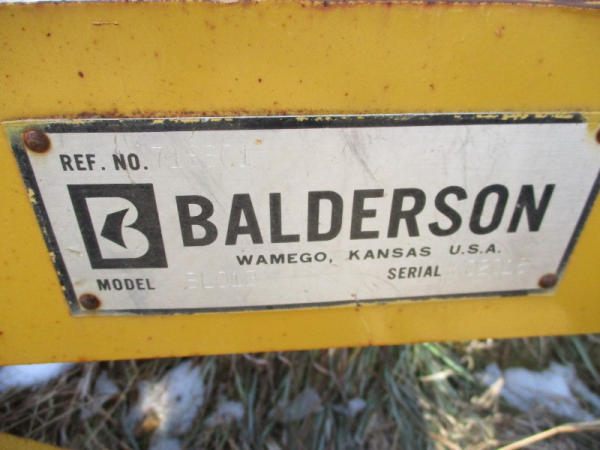 REF. NO.
BALDERSON
WAMEGO, KANSAS U.S.A.
MODEL SERIAL